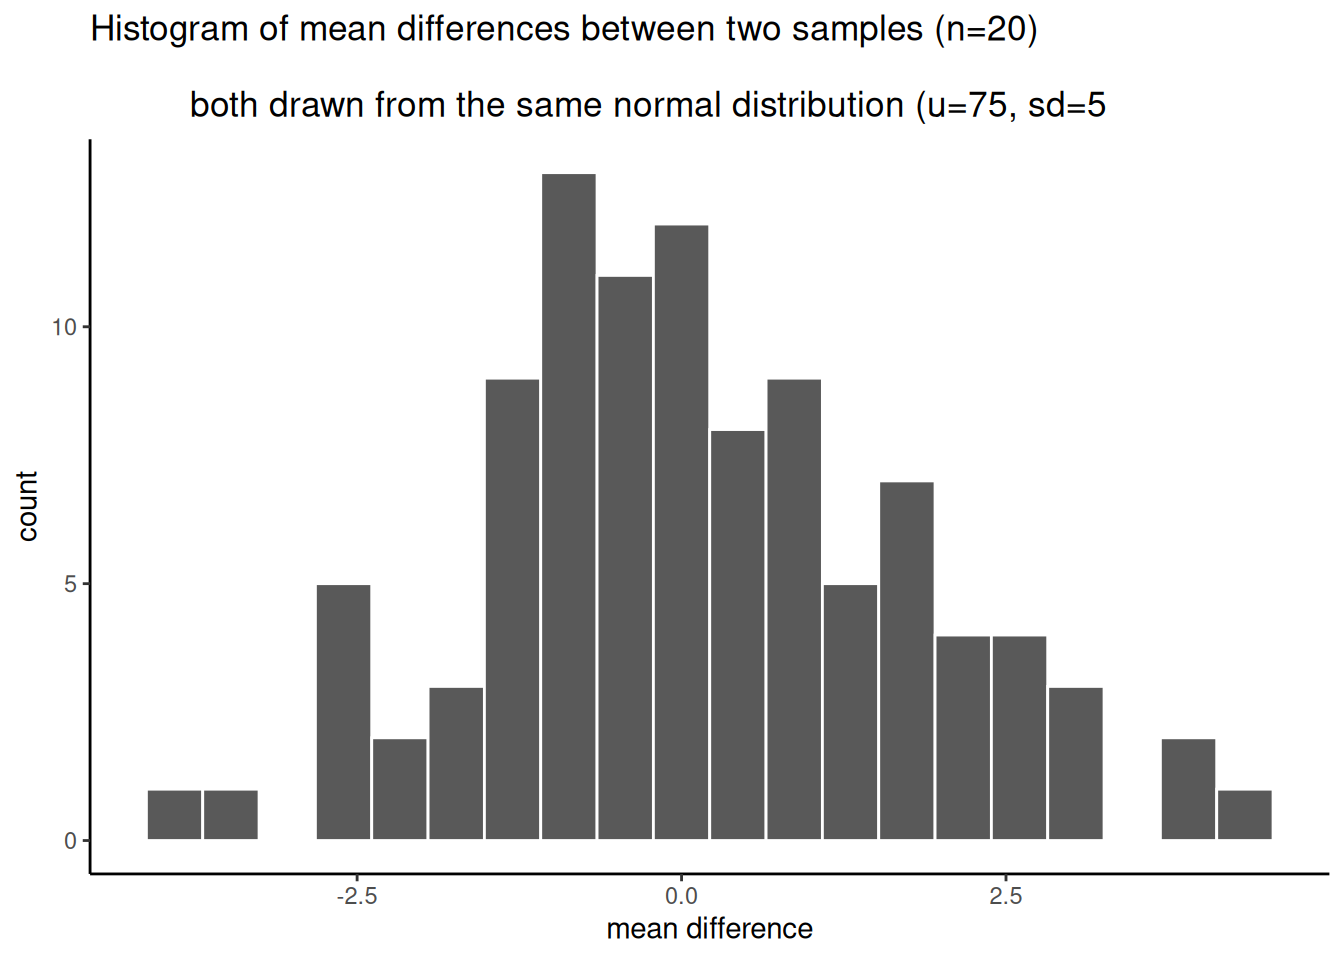 Histogram of mean differences between two samples (n=20)
both drawn from the same normal distribution (u=75, sd=5
count
10
5
0
-2.5
0.0
2.5
mean difference